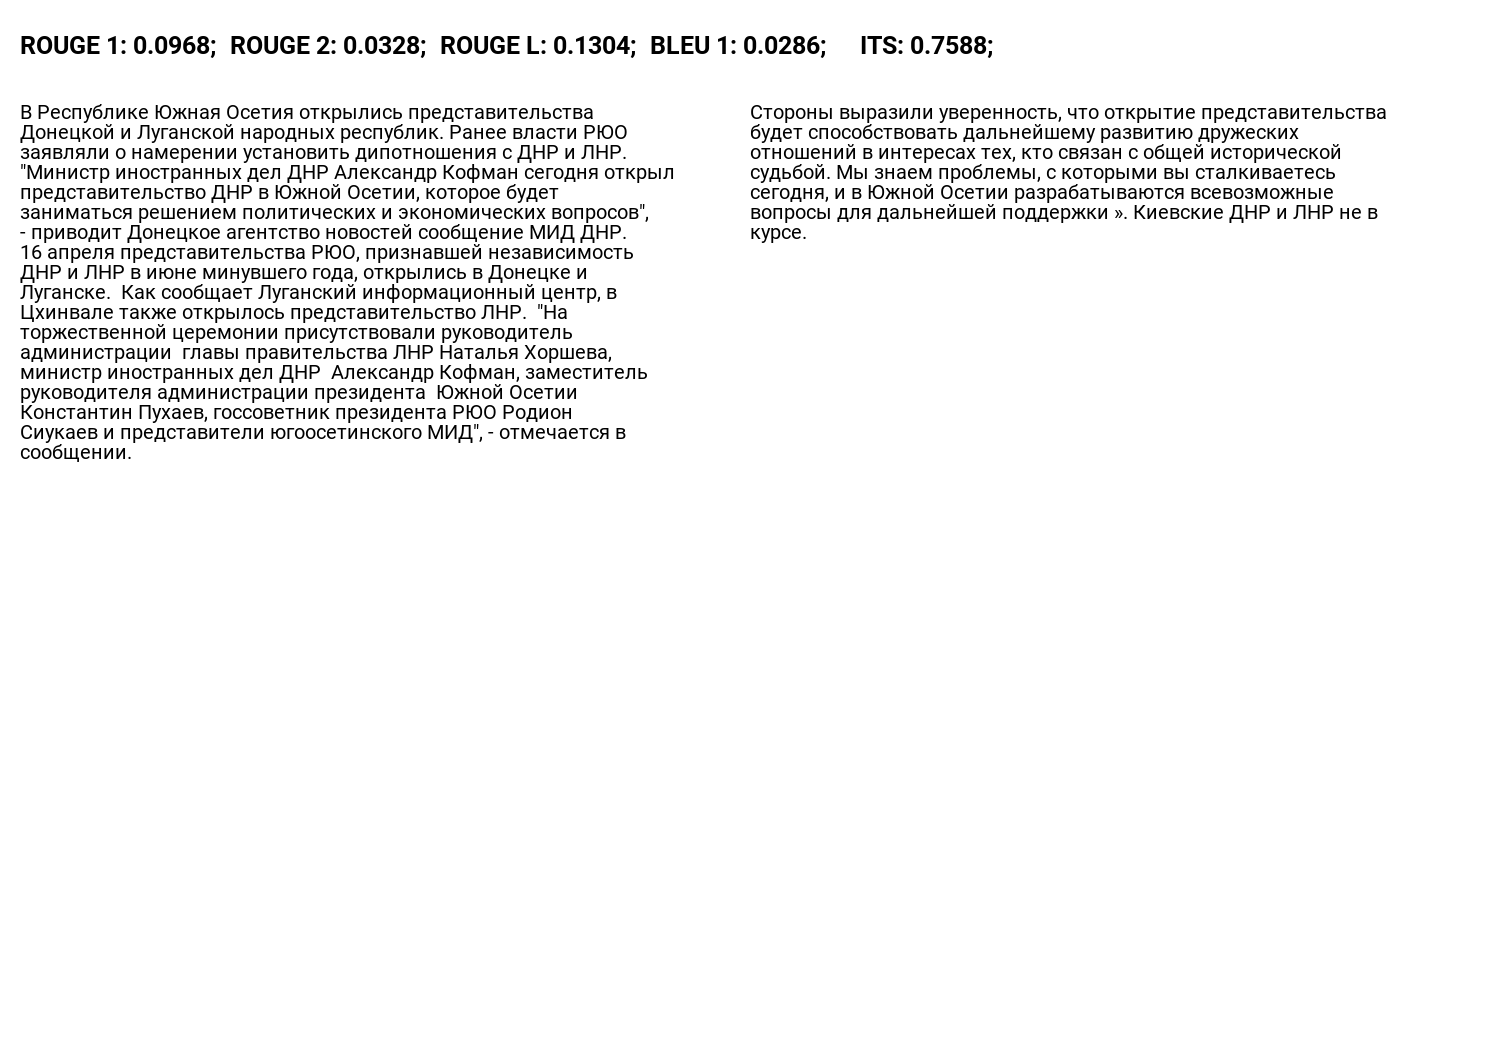 ROUGE 1: 0.0968;  ROUGE 2: 0.0328;  ROUGE L: 0.1304;  BLEU 1: 0.0286;     ITS: 0.7588;
В Республике Южная Осетия открылись представительства
Донецкой и Луганской народных республик. Ранее власти РЮО
заявляли о намерении установить дипотношения с ДНР и ЛНР.
"Министр иностранных дел ДНР Александр Кофман сегодня открыл
представительство ДНР в Южной Осетии, которое будет
заниматься решением политических и экономических вопросов",
- приводит Донецкое агентство новостей сообщение МИД ДНР.
16 апреля представительства РЮО, признавшей независимость
ДНР и ЛНР в июне минувшего года, открылись в Донецке и
Луганске.  Как сообщает Луганский информационный центр, в
Цхинвале также открылось представительство ЛНР.  "На
торжественной церемонии присутствовали руководитель
администрации  главы правительства ЛНР Наталья Хоршева,
министр иностранных дел ДНР  Александр Кофман, заместитель
руководителя администрации президента  Южной Осетии
Константин Пухаев, госсоветник президента РЮО Родион
Сиукаев и представители югоосетинского МИД", - отмечается в
сообщении.
Стороны выразили уверенность, что открытие представительства
будет способствовать дальнейшему развитию дружеских
отношений в интересах тех, кто связан с общей исторической
судьбой. Мы знаем проблемы, с которыми вы сталкиваетесь
сегодня, и в Южной Осетии разрабатываются всевозможные
вопросы для дальнейшей поддержки ». Киевские ДНР и ЛНР не в
курсе.